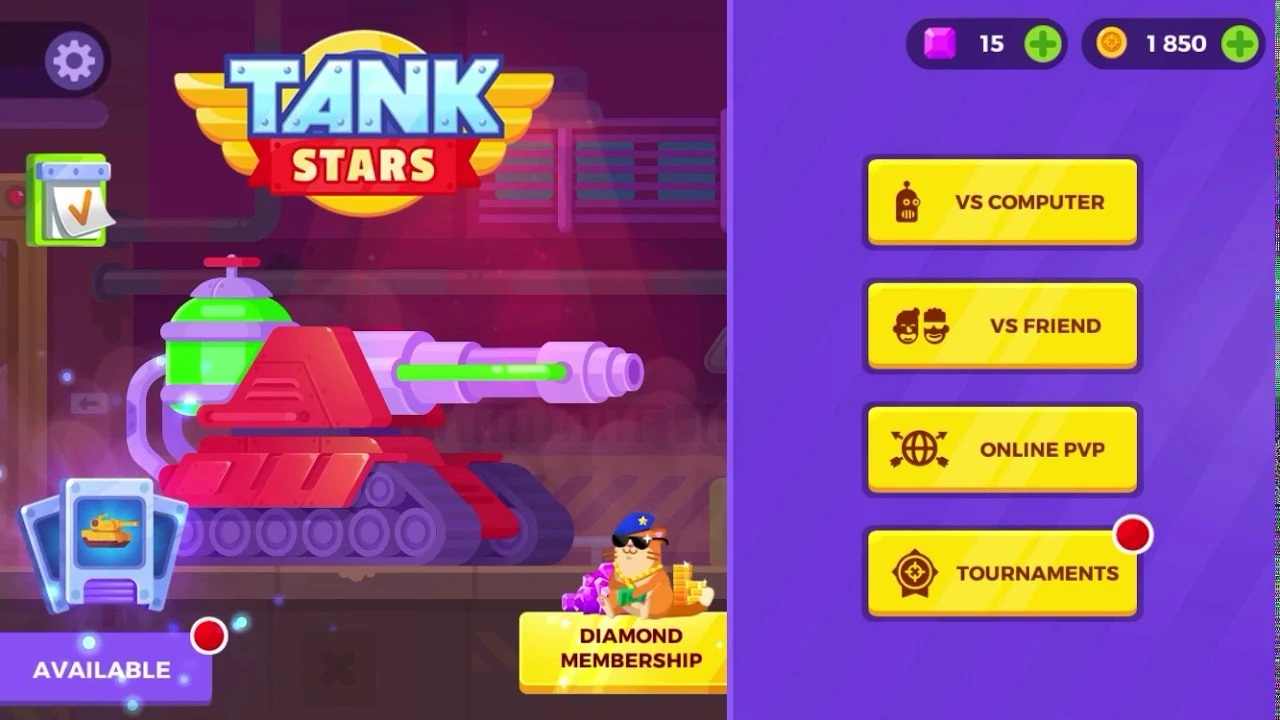 TANK
STARS
15
1 850
VS COMPUTER
VS FRIEND
ONLINE PVP
TOURNAMENTS
AVAILABLE
DIAMOND
MEMBERSHIP